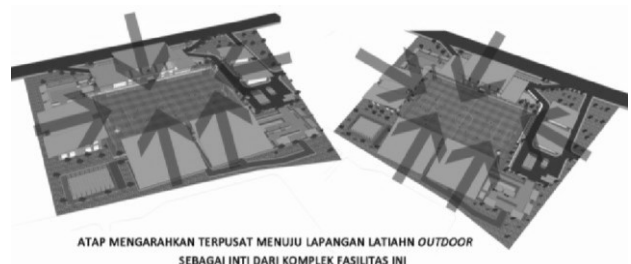 ATAP MENGARAHKAN TERPUSAT MENUJU LAPANGAN LATIAHN OUTDOOR
SEBAGAI INTI DARI KOMPLEK FASILITAS INI